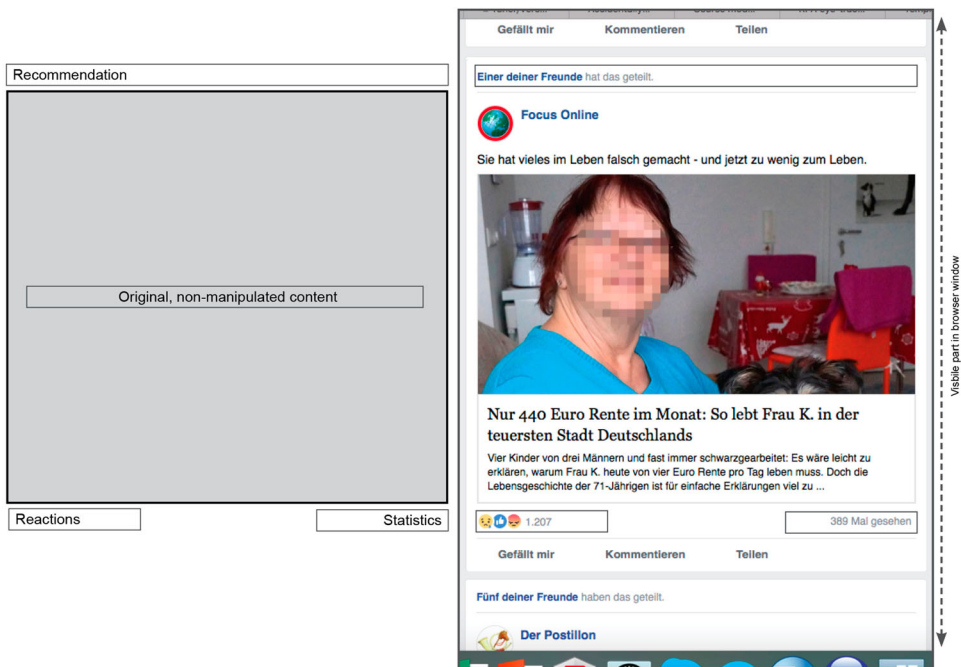 Gefällt mir Kommentieren Teilen
Recommendation
Original, non-manipulated content
Reactions
Statistics
Einer deiner Freunde hat das geteilt.
Focus Online
Sie hat vieles im Leben falsch gemacht - und jetzt zu wenig zum Leben.
Nur 440 Euro Rente im Monat: So lebt Frau K. in der
teuersten Stadt Deutschlands
Vier Kinder von drei Männern und fast immer schwarzgearbeitet: Es wäre leicht zu
erklären, warum Frau K. heute von vier Euro Rente pro Tag leben muss. Doch die
Lebensgeschichte der 71-Jährigen ist für einfache Erklärungen viel zu ...
1.207
389 Mal gesehen
Gefällt mir Kommentieren Teilen
Fünf deiner Freunde haben das geteilt.
Der Postillon
Visbile part in browser window